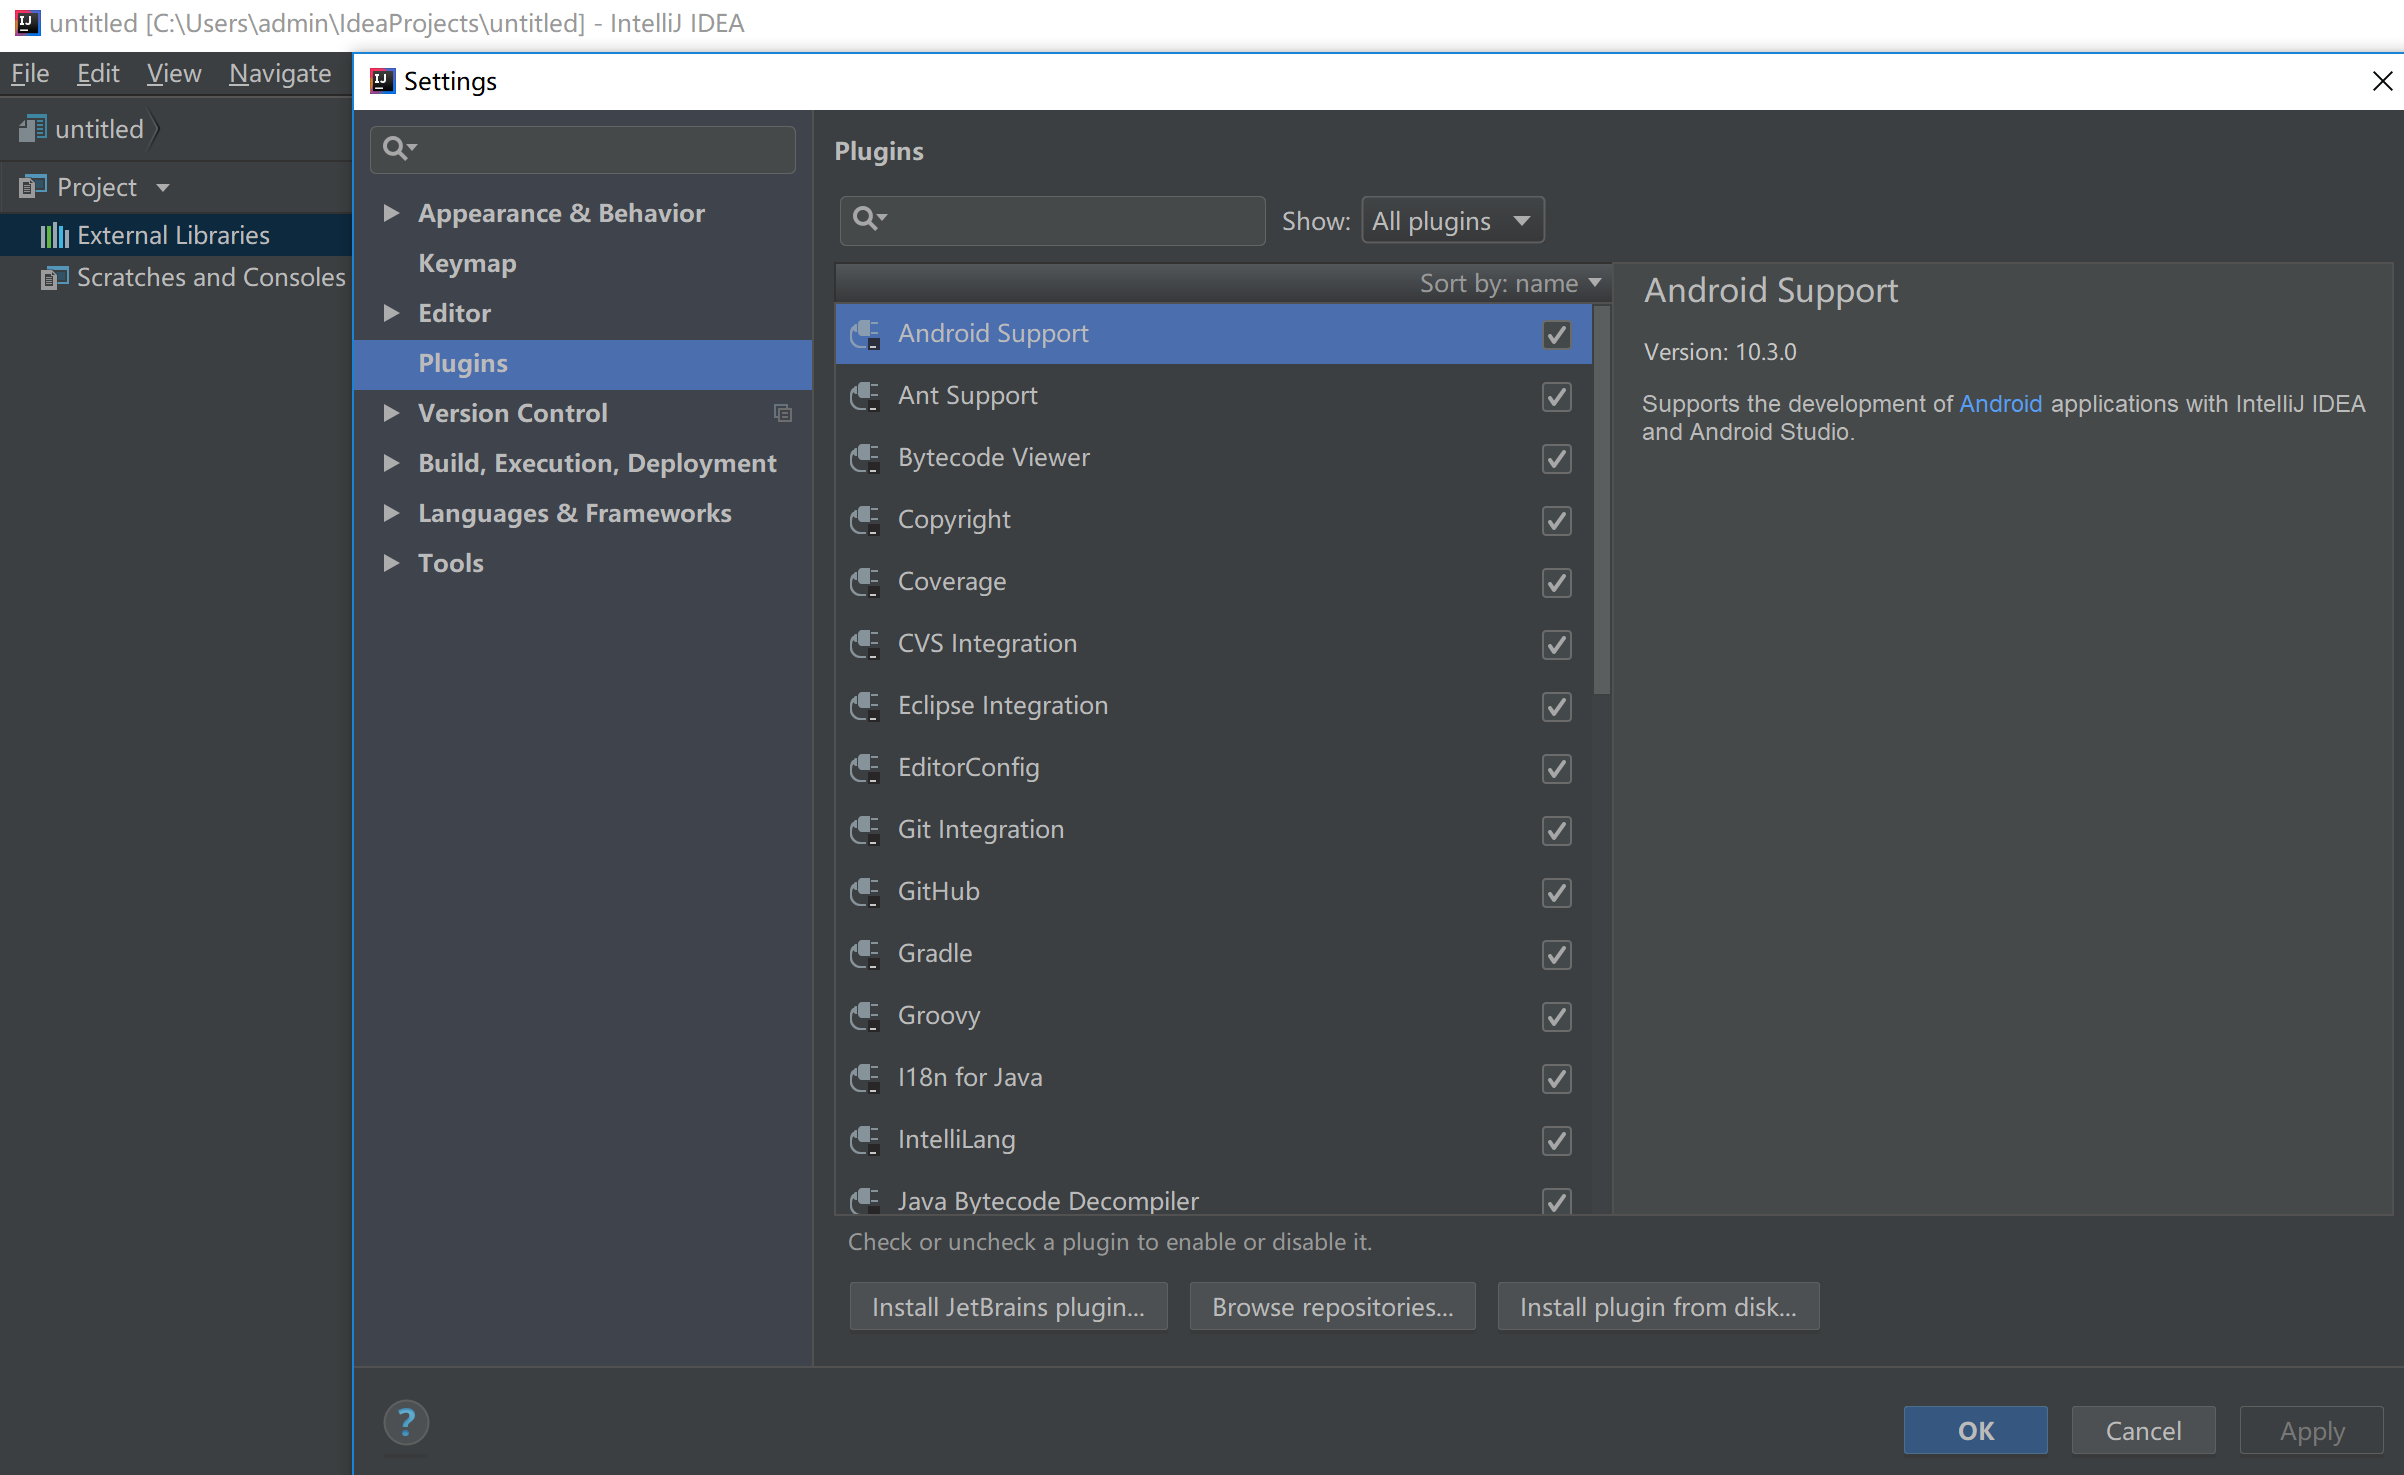 untitled [C:\Users\admin\IdeaProjects\untitled] - IntelliJ IDEA
File Edit View Navigate
Settings
untitled
Project
External Libraries
Scratches and Consoles
Appearance & Behavior
Keymap
Editor
Plugins
Version Control
Build, Execution, Deployment
Languages & Frameworks
Tools
Plugins
Show: All plugins
Sort by: name
Android Support
Ant Support
Bytecode Viewer
Copyright
Coverage
CVS Integration
Eclipse Integration
EditorConfig
Git Integration
GitHub
Gradle
Groovy
I18n for Java
IntelliLang
Java Bytecode Decompiler
Android Support
Version: 10.3.0
Supports the development of Android applications with IntelliJ IDEA
and Android Studio.
Check or uncheck a plugin to enable or disable it.
Install JetBrains plugin... Browse repositories... Install plugin from disk...
? OK Cancel Apply